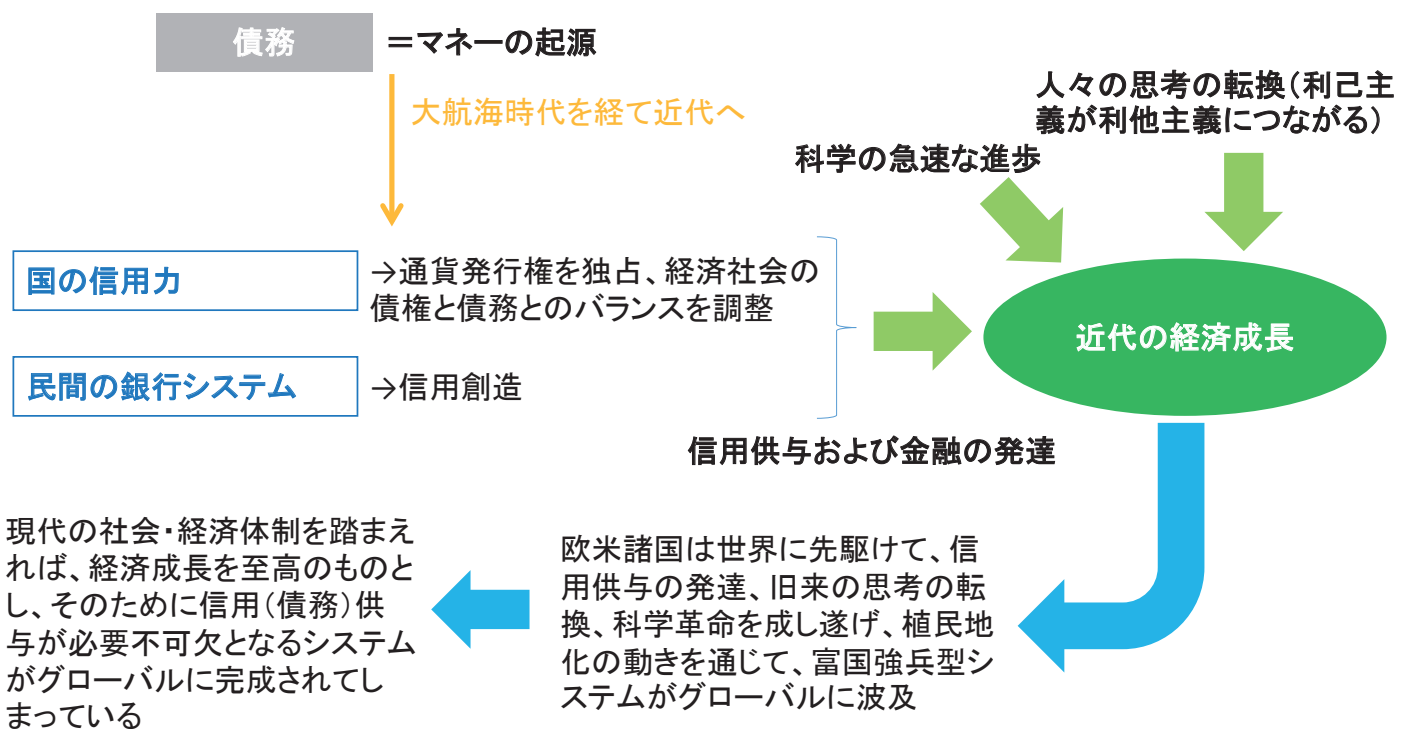 債務
＝マネーの起源
大航海時代を経て近代へ
人々の思考の転換（利己主
義が利他主義につながる）
科学の急速な進歩
国の信用力
→通貨発行権を独占、経済社会の
債権と債務とのバランスを調整
近代の経済成長
民間の銀行システム
→信用創造
信用供与および金融の発達
欧米諸国は世界に先駆けて、信
用供与の発達、旧来の思考の転
換、科学革命を成し遂げ、植民地
化の動きを通じて、富国強兵型シ
ステムがグローバルに波及
現代の社会・経済体制を踏まえ
れば、経済成長を至高のものと
し、そのために信用（債務）供
与が必要不可欠となるシステム
がグローバルに完成されてし
まっている